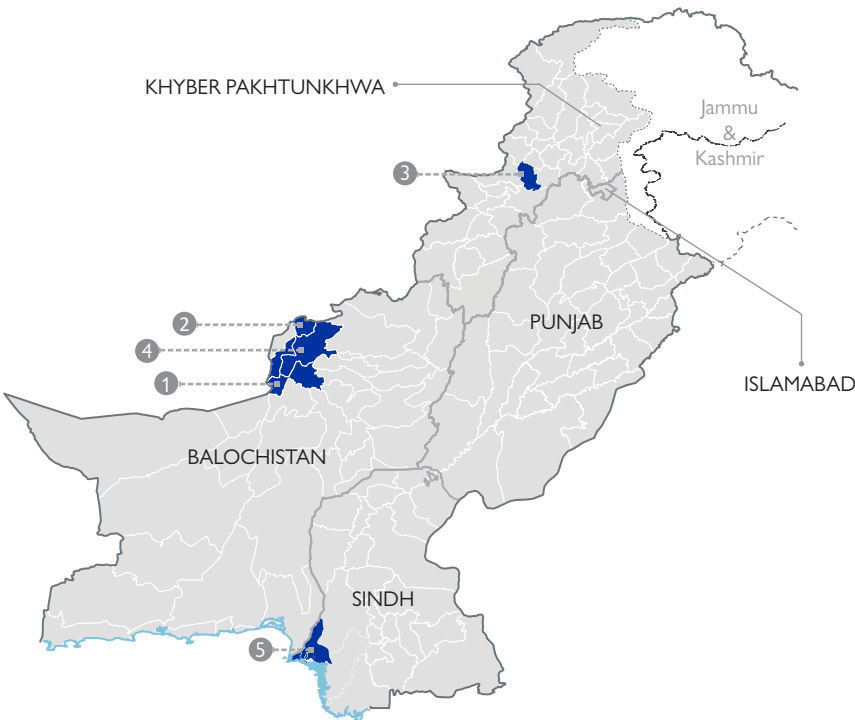 KHYBER PAKHTUNKHWA
Jammu
&
Kashmir
3
2
PUNJAB
4
1
ISLAMABAD
BALOCHISTAN
SINDH
5